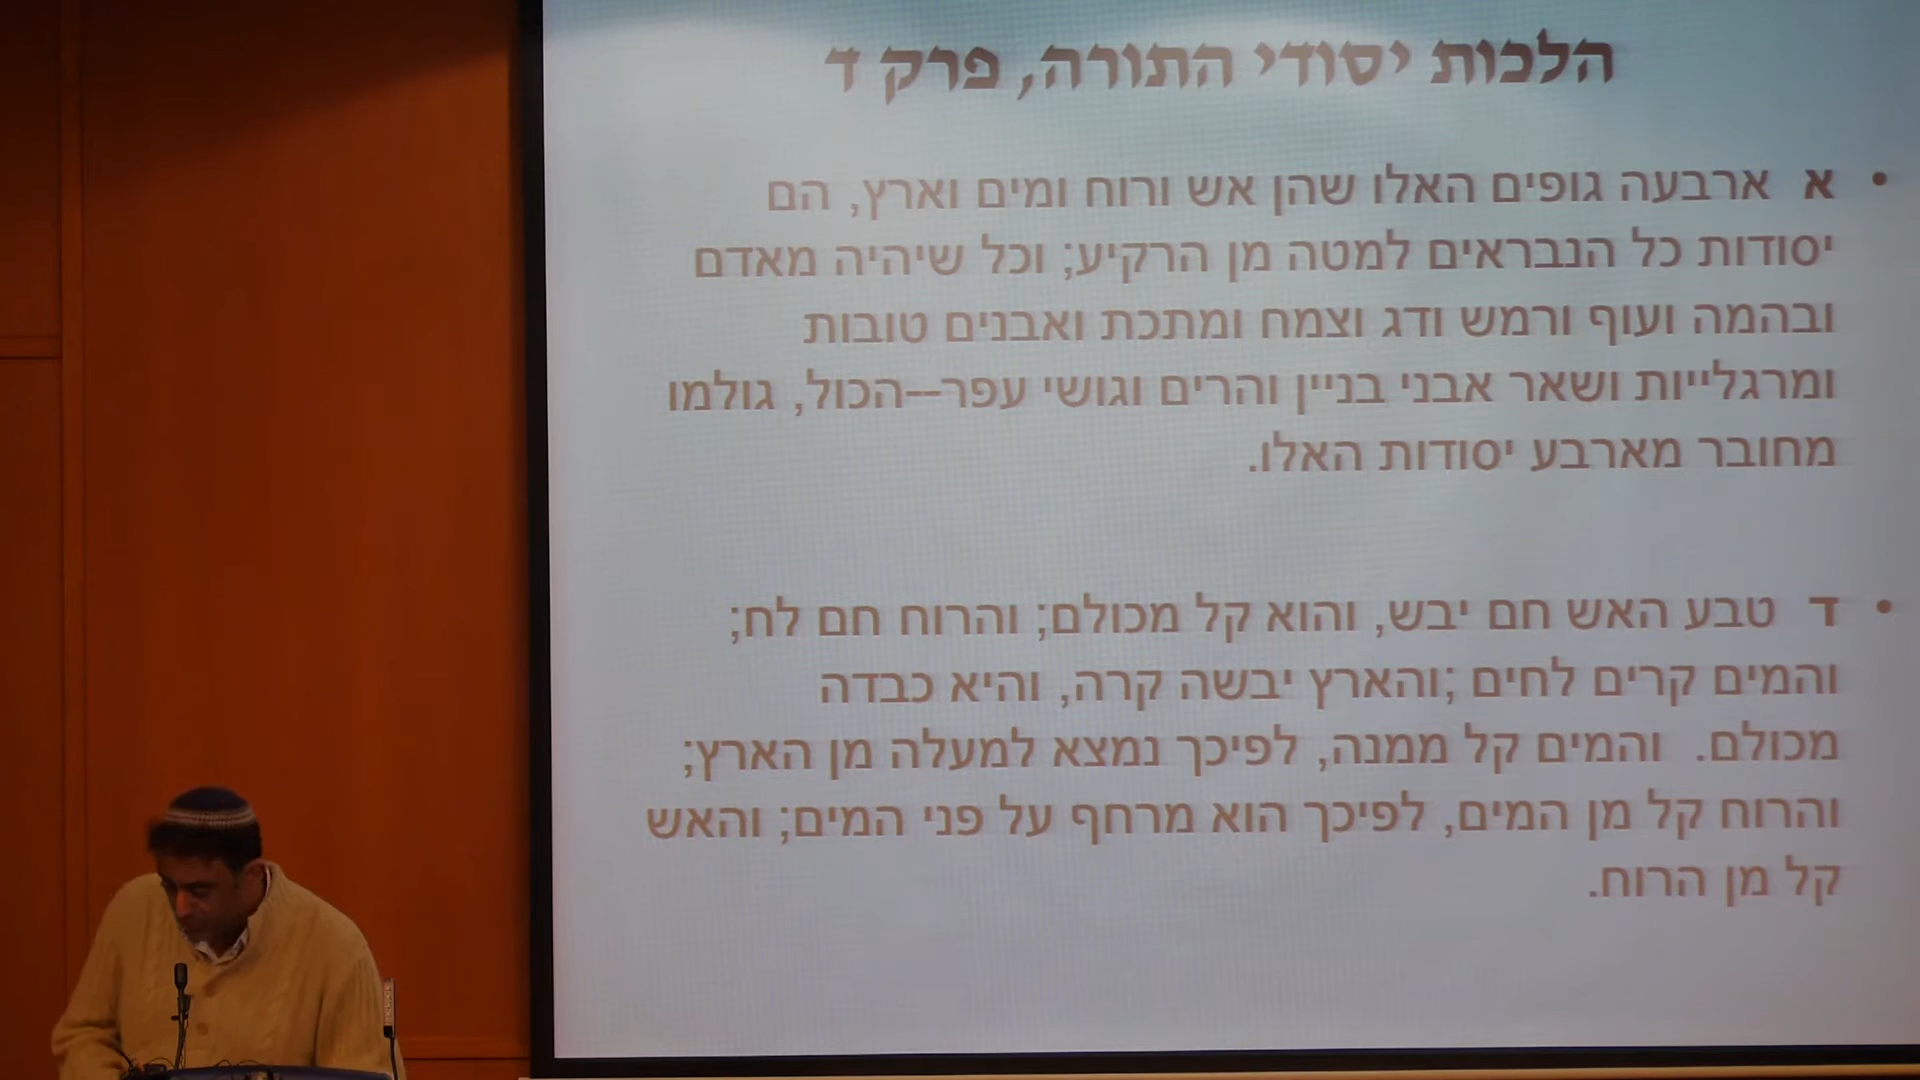 הלכות יסודי התורה, פרק ד
• א ארבעה גופים האלו שהן אש ורוח ומים וארץ, הם
יסודות כל הנבראים למטה מן הרקיע; וכל שיהיה מאדם
ובהמה ועוף ורמש ודג וצמח ומתכת ואבנים טובות
ומרגלייות ושאר אבני בניין והרים וגושי עפר--הכול, גולמו
מחובר מארבע יסודות האלו.
• ד טבע האש חם יבש, והוא קל מכולם; והרוח חם לח;
והמים קרים לחים ;והארץ יבשה קרה, והיא כבדה
מכולם. והמים קל ממנה, לפיכך נמצא למעלה מן הארץ;
והרוח קל מן המים, לפיכך הוא מרחף על פני המים; והאש
קל מן הרוח.